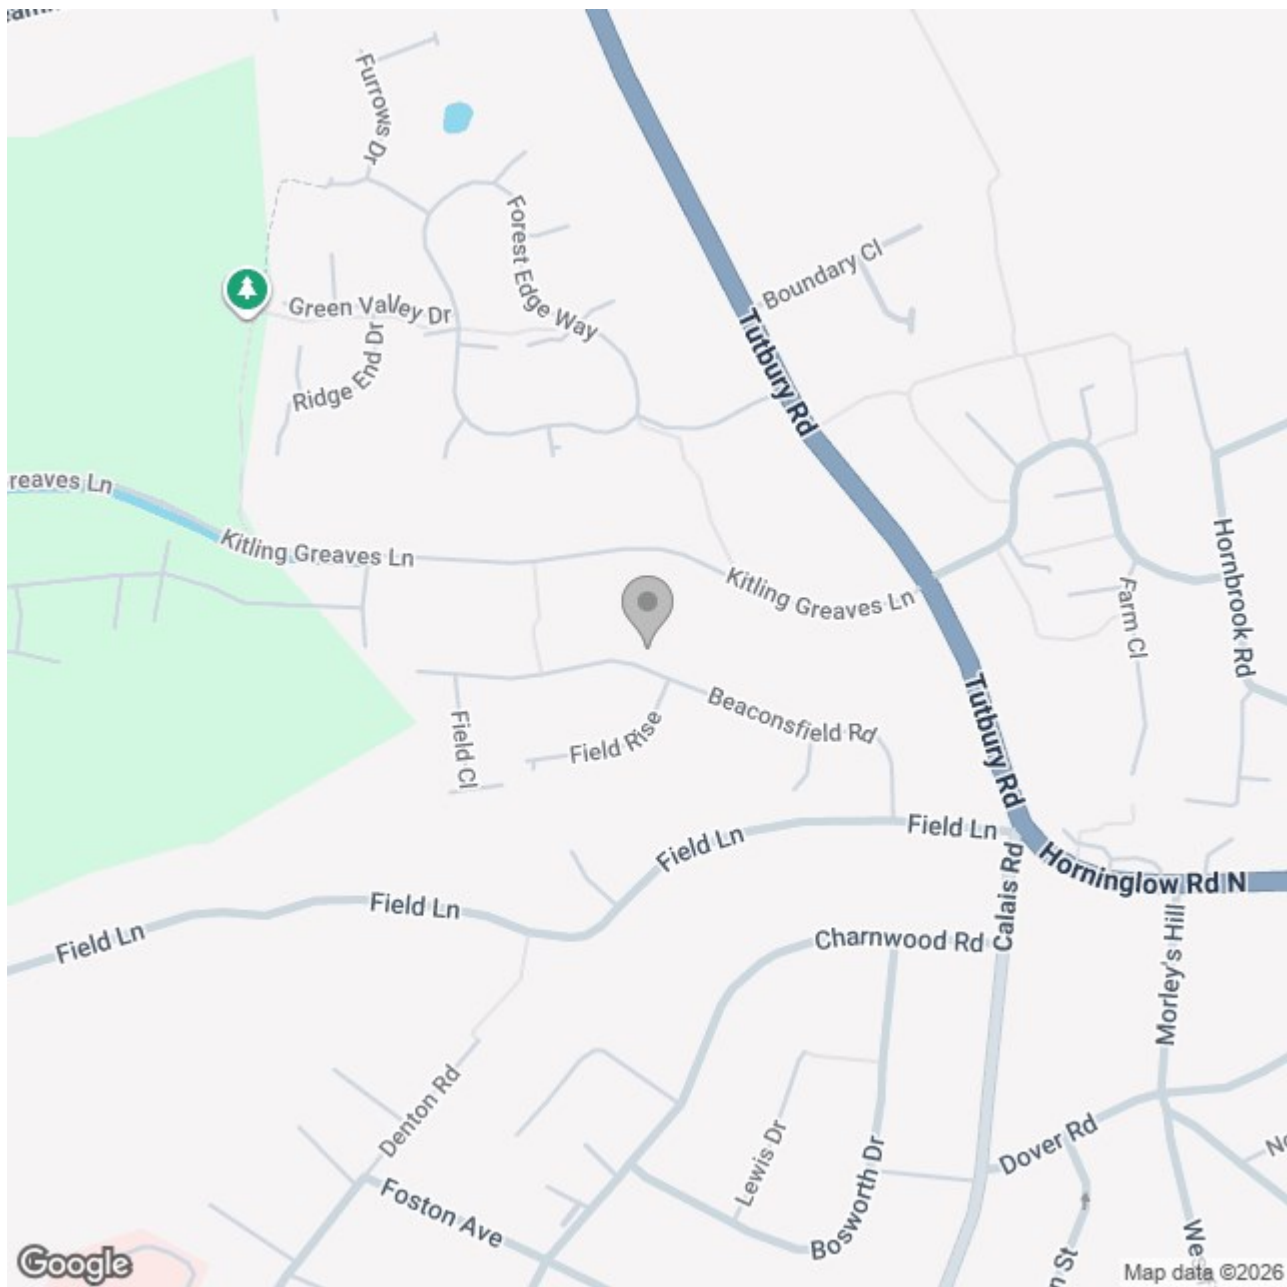 Furrows Dr
Forest Edge Way
Boundary Cl
Green Valley Dr
Tutbury Rd
Ridge End Dr
reaves Ln
Kitling Greaves Ln
Hornbrook Rd
Kitling Greaves Ln
Farm Cl
Tutbury Rd
Beaconsfield Rd
Field Cl
Field Rise
Field Ln
Field Ln
Calais Rd
Horninglow Rd N
Field Ln
Field Ln
Charnwood Rd
Morley's Hill
Denton Rd
Lewis Dr
Dover Rd
Bosworth Dr
Foston Ave
Wes
n St
Google
Map data ©2026